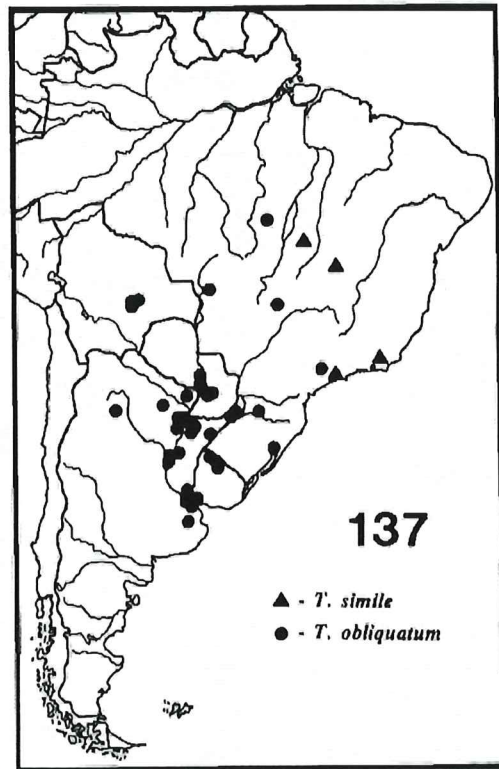 137
▲ - T. simile
● - T. obliquatum